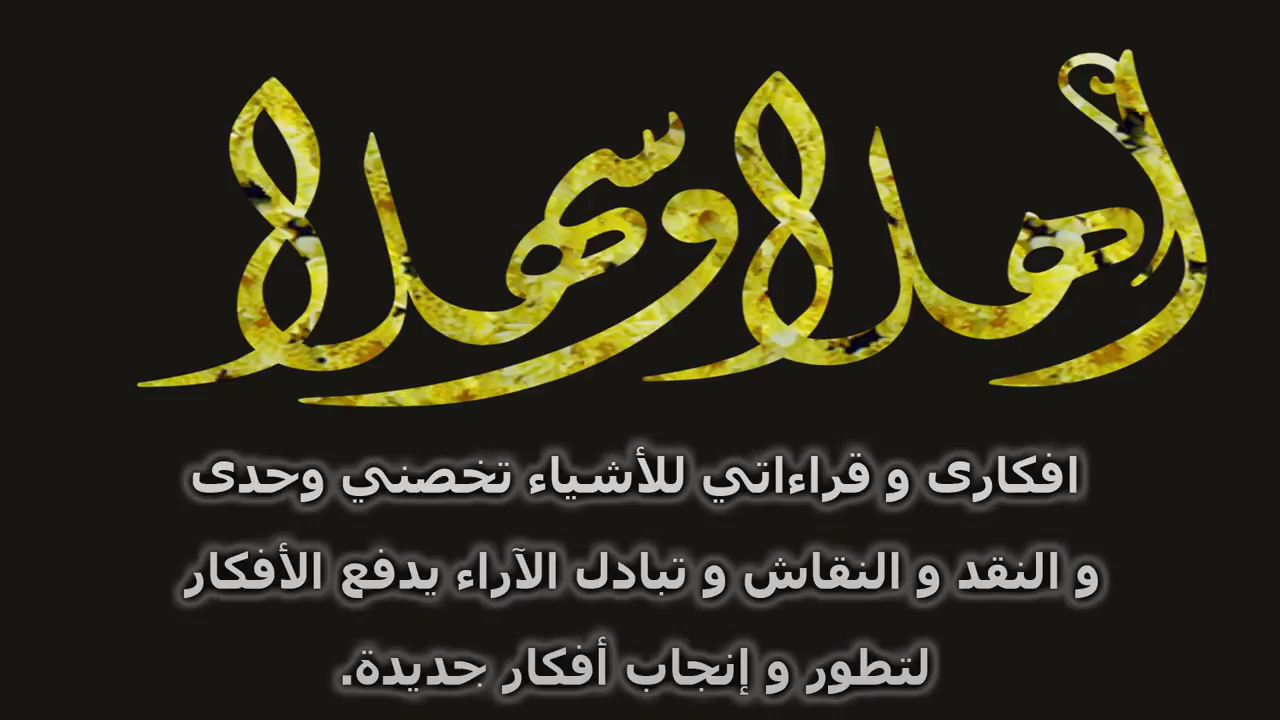 أهلا وسهلا
افكارى و قراءاتي للأشياء تخصني وحدى
و النقد و النقاش و تبادل الآراء يدفع الأفكار
لتطور و إنجاب أفكار جديدة.